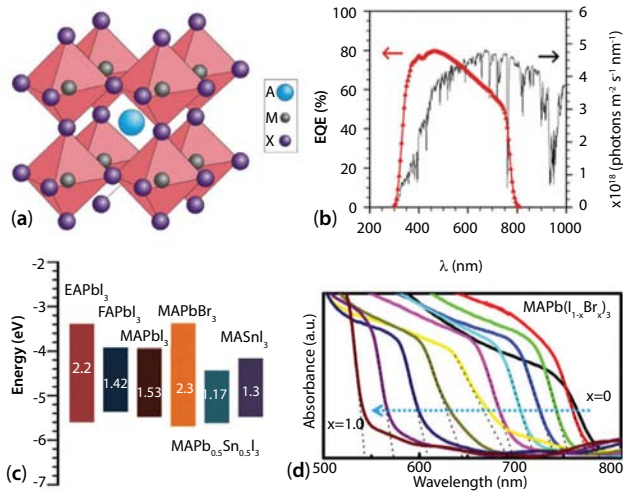 (a)
A
M
X
(b)
EQE (%)
100
80
60
40
20
0
200 400 600 800 1000
λ (nm)
5
4
3
2
1
0
x10¹⁸ (photons m⁻² s⁻¹ nm⁻¹)
(c)
Energy (eV)
-2
-3
-4
-5
-6
-7
EAPbI₃
FAPbI₃
MAPbI₃
MAPbBr₃
MASnI₃
2.2
1.42
1.53
2.3
1.17
1.3
MAPb₀.₅Sn₀.₅I₃
(d)
Absorbance (a.u.)
MAPb(I₁₋ₓBrₓ)₃
x=0
x=1.0
500 600 700 800
Wavelength (nm)